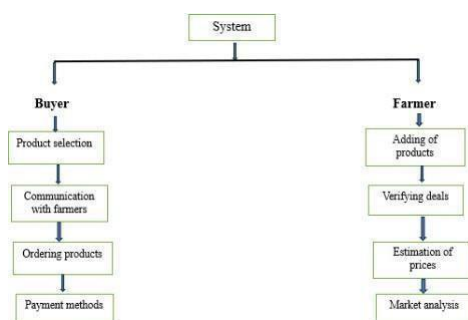 System
Buyer
Farmer
Product selection
Communication
with farmers
Ordering products
Payment methods
Adding of
products
Verifying deals
Estimation of
prices
Market analysis